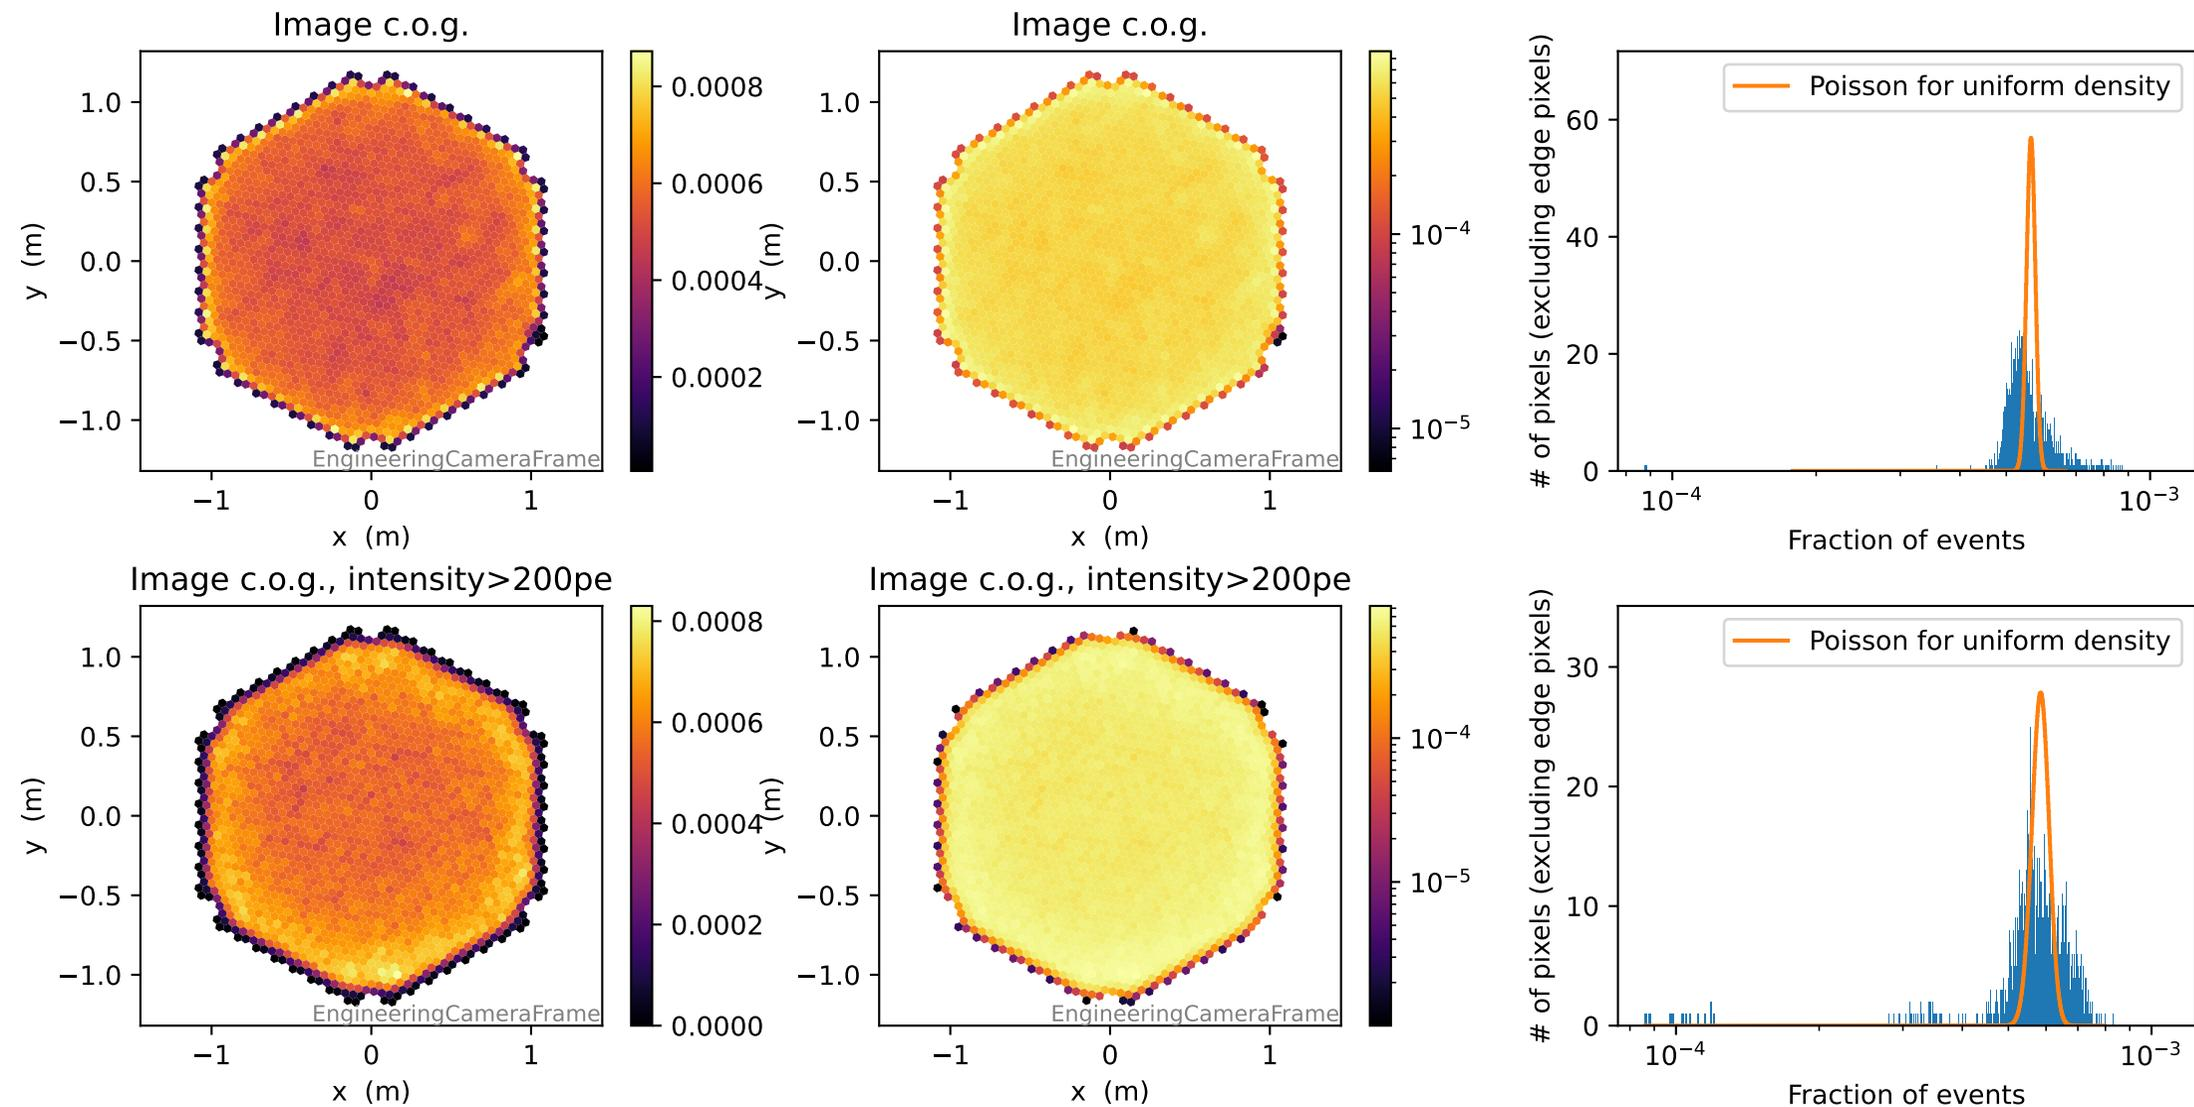 Image c.o.g.
1.0
0.5
0.0
−0.5
−1.0
y (m)
−1 0 1
x (m)
EngineeringCameraFrame
0.0008
0.0006
0.0004
0.0002
Image c.o.g.
1.0
0.5
0.0
−0.5
−1.0
y (m)
−1 0 1
x (m)
EngineeringCameraFrame
10⁻⁴
10⁻⁵
# of pixels (excluding edge pixels)
60
40
20
0
Poisson for uniform density
10⁻⁴ 10⁻³
Fraction of events
Image c.o.g., intensity>200pe
1.0
0.5
0.0
−0.5
−1.0
y (m)
−1 0 1
x (m)
EngineeringCameraFrame
0.0008
0.0006
0.0004
0.0002
0.0000
Image c.o.g., intensity>200pe
1.0
0.5
0.0
−0.5
−1.0
y (m)
−1 0 1
x (m)
EngineeringCameraFrame
10⁻⁴
10⁻⁵
# of pixels (excluding edge pixels)
30
20
10
0
Poisson for uniform density
10⁻⁴ 10⁻³
Fraction of events